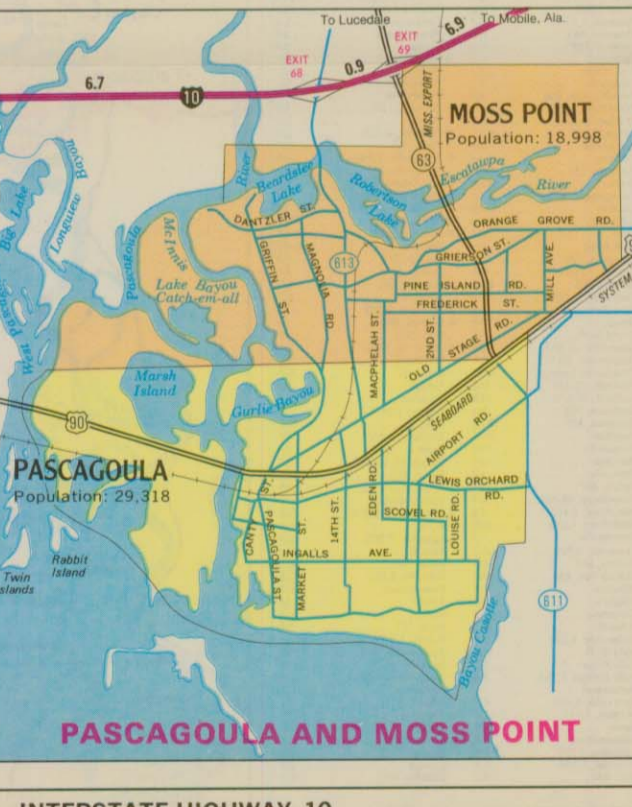 To Lucedale
To Mobile, Ala.
EXIT
68
EXIT
69
6.7
0.9
6.9
10
MISS. EXPORT
MOSS POINT
Population: 18,998
63
Escatawpa
River
Big Lake
Longview Bayou
River
Beardslee
Lake
Robertson
Lake
DANTZLER ST.
ORANGE GROVE RD.
Pascagoula
McInnis
GRIFFIN ST.
MAGNOLIA RD
613
GRIERSON ST.
MILL AVE.
Lake Bayou
Catch-em-all
PINE ISLAND RD.
FREDERICK ST.
SYSTEM
West Pascagoula
MACPHELAH ST.
2ND ST.
OLD STAGE RD.
Marsh
Island
Gurlie Bayou
90
SEABOARD
AIRPORT RD.
PASCAGOULA
Population: 29,318
LEWIS ORCHARD
RD.
EDEN RD.
SCOVEL RD.
LOUISE RD.
14TH ST.
CANTY ST.
PASCAGOULA ST.
MARKET ST.
INGALLS AVE.
Rabbit
Island
Twin
Islands
611
Bayou Casotte
PASCAGOULA AND MOSS POINT
INTERSTATE HIGHWAY 10